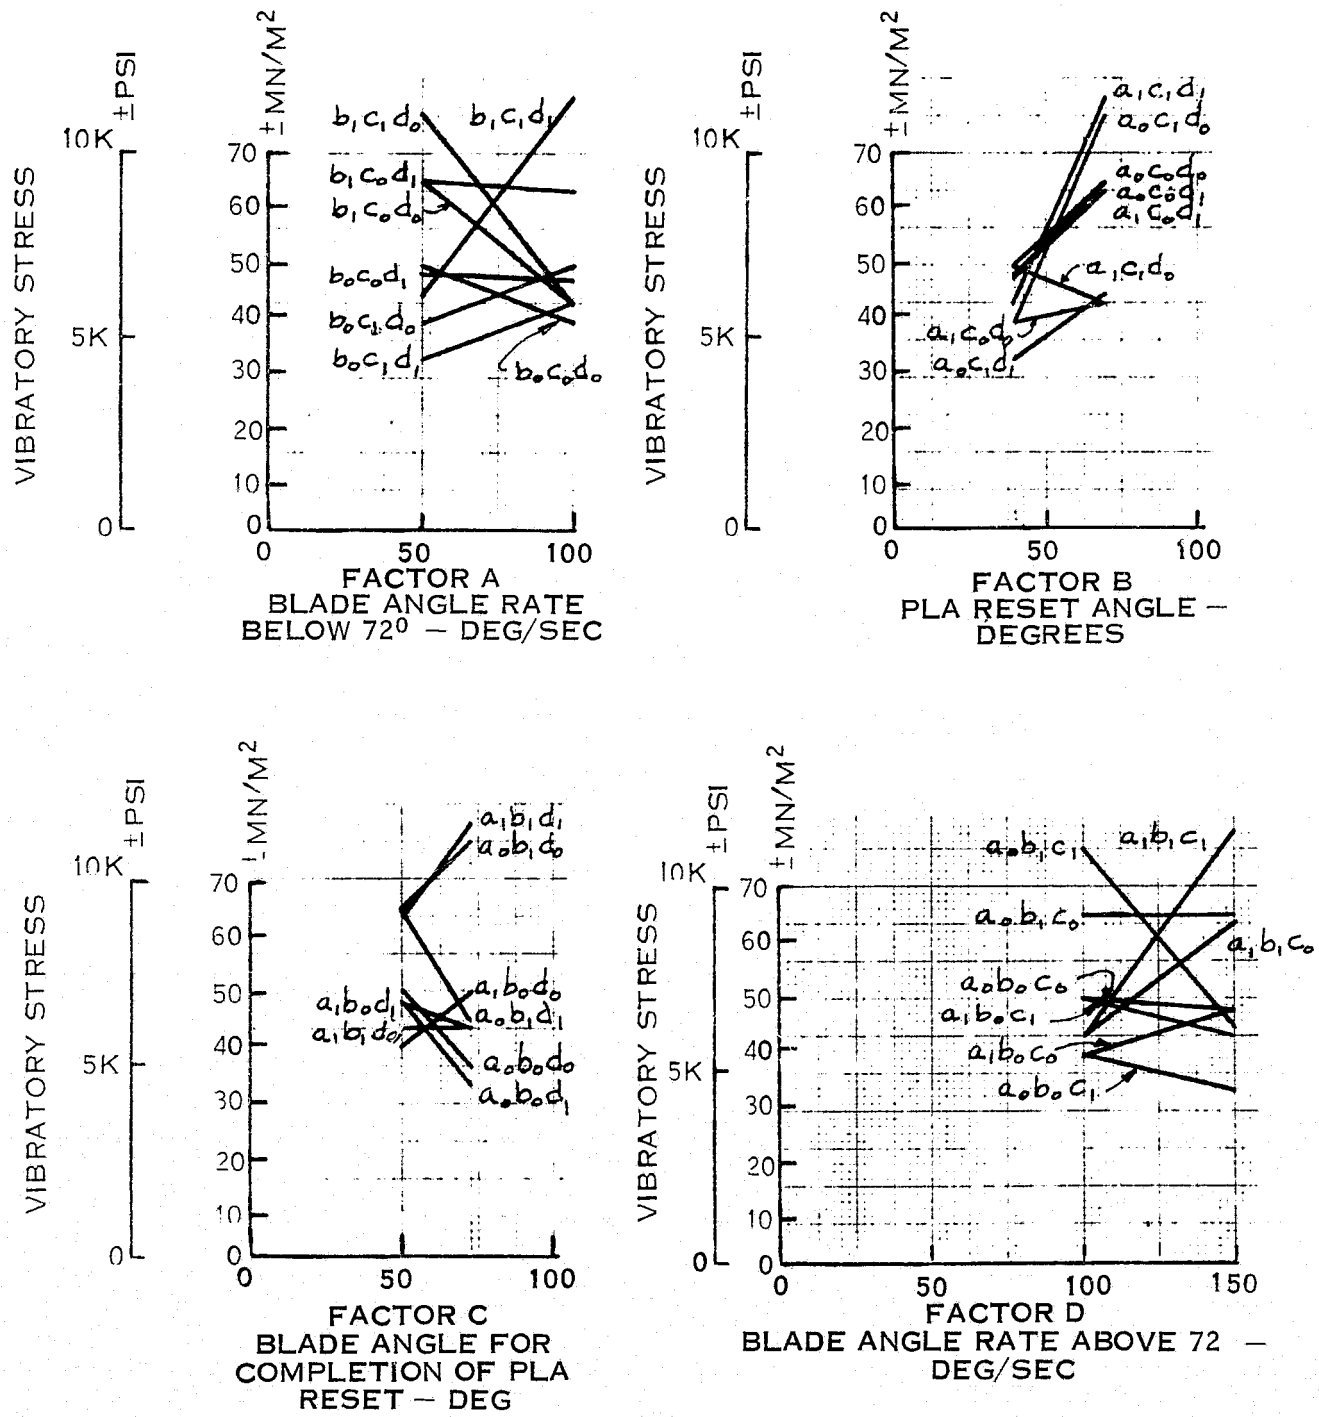 VIBRATORY STRESS
±PSI
10K
5K
0
±MN/M²
70
60
50
40
30
20
10
0
b₁c₁d₀
b₁c₁d₁
b₁c₀d₁
b₁c₀d₀
b₀c₀d₁
b₀c₁d₀
b₀c₁d₁
b₀c₀d₀
0 50 100
FACTOR A
BLADE ANGLE RATE
BELOW 72⁰ — DEG/SEC
VIBRATORY STRESS
±PSI
10K
5K
0
±MN/M²
70
60
50
40
30
20
10
0
a₁c₁d₁
a₀c₁d₀
a₀c₀d₀
a₀c₀d₁
a₁c₀d₁
a₁c₁d₀
a₁c₀d₀
a₀c₁d₁
0 50 100
FACTOR B
PLA RESET ANGLE —
DEGREES
VIBRATORY STRESS
±PSI
10K
5K
0
±MN/M²
70
60
50
40
30
20
10
0
a₁b₁d₁
a₀b₁d₀
a₁b₀d₀
a₁b₀d₁
a₀b₁d₁
a₁b₁d₀
a₀b₀d₀
a₀b₀d₁
0 50 100
FACTOR C
BLADE ANGLE FOR
COMPLETION OF PLA
RESET — DEG
VIBRATORY STRESS
±PSI
10K
5K
0
±MN/M²
70
60
50
40
30
20
10
0
a₀b₁c₁
a₁b₁c₁
a₀b₁c₀
a₁b₁c₀
a₀b₀c₀
a₁b₀c₁
a₁b₀c₀
a₀b₀c₁
0 50 100 150
FACTOR D
BLADE ANGLE RATE ABOVE 72 —
DEG/SEC